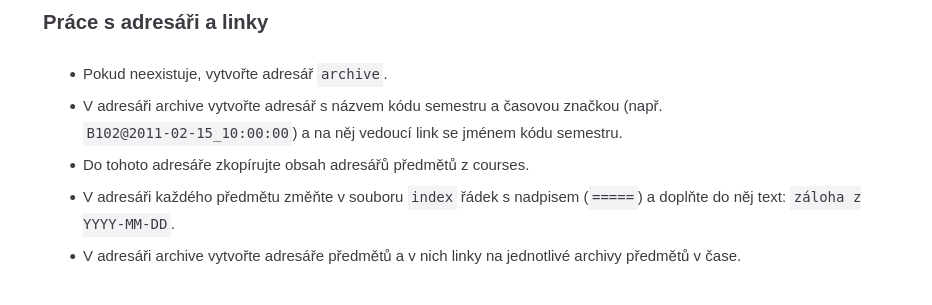 Práce s adresáři a linky
• Pokud neexistuje, vytvořte adresář archive.
• V adresáři archive vytvořte adresář s názvem kódu semestru a časovou značkou (např.
B102@2011-02-15_10:00:00) a na něj vedoucí link se jménem kódu semestru.
• Do tohoto adresáře zkopírujte obsah adresářů předmětů z courses.
• V adresáři každého předmětu změňte v souboru index řádek s nadpisem (=====) a doplňte do něj text: záloha z
YYYY-MM-DD.
• V adresáři archive vytvořte adresáře předmětů a v nich linky na jednotlivé archivy předmětů v čase.